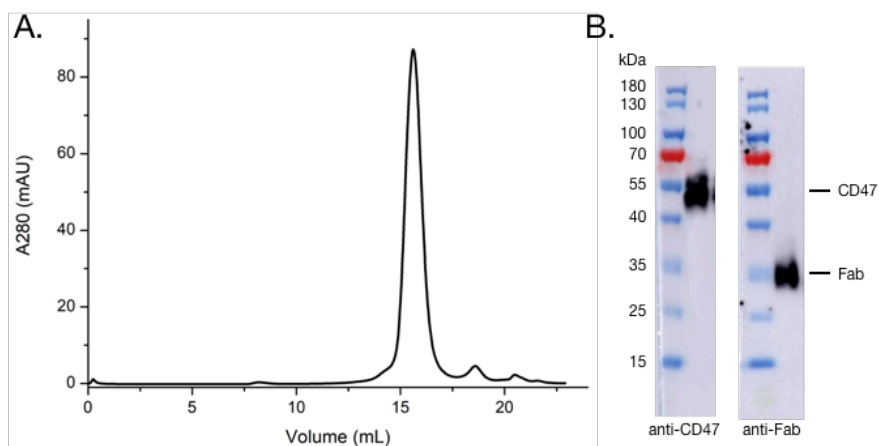 A.
A280 (mAU)
80
60
40
20
0
0 5 10 15 20
Volume (mL)
B.
kDa
180
130
100
70
55
40
35
25
15
CD47
Fab
anti-CD47 anti-Fab